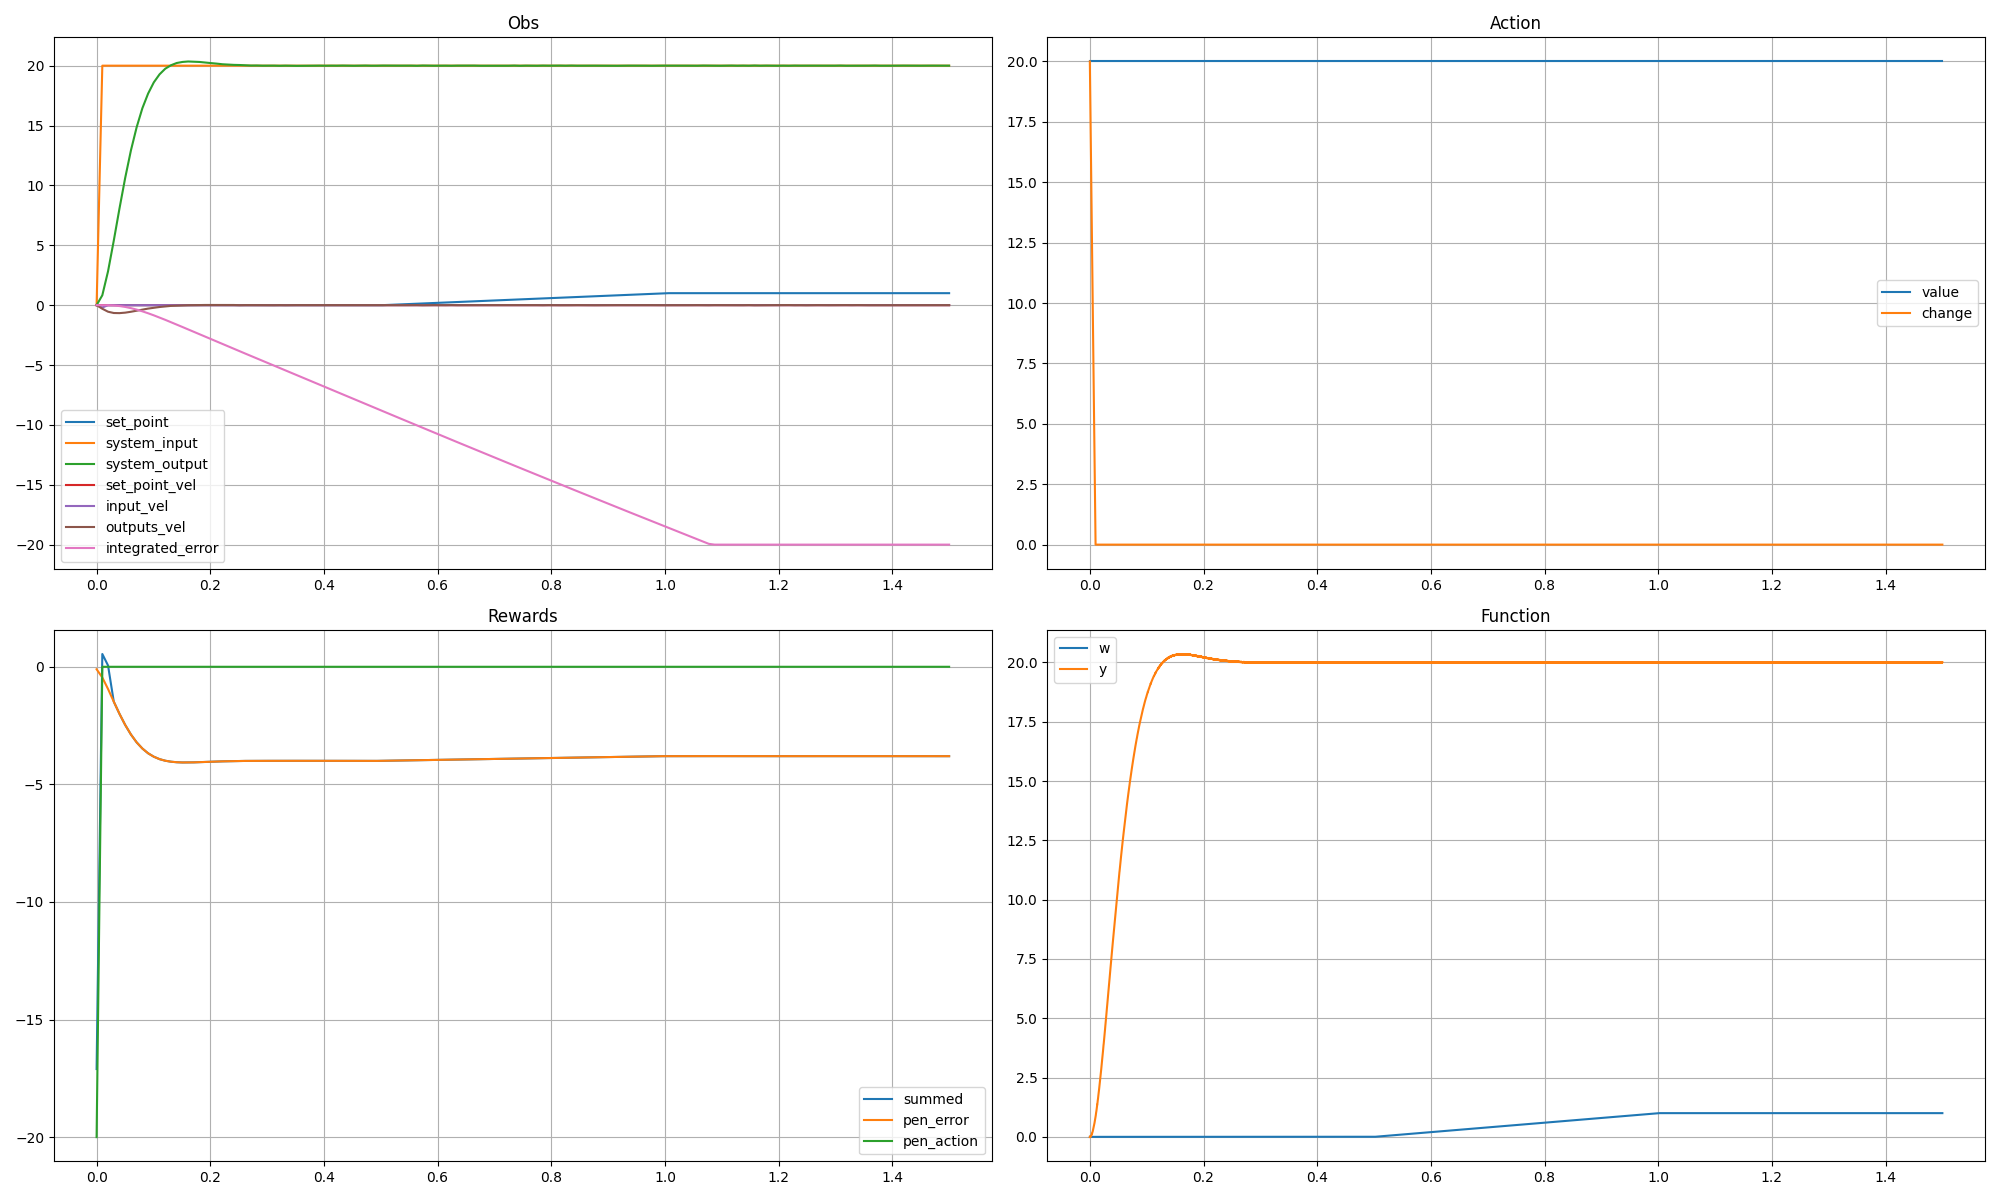 Obs
20
15
10
5
0
−5
−10
−15
−20
set_point
system_input
system_output
set_point_vel
input_vel
outputs_vel
integrated_error
0.0 0.2 0.4 0.6 0.8 1.0 1.2 1.4
Action
20.0
17.5
15.0
12.5
10.0
7.5
5.0
2.5
0.0
value
change
0.0 0.2 0.4 0.6 0.8 1.0 1.2 1.4
Rewards
0
−5
−10
−15
−20
summed
pen_error
pen_action
0.0 0.2 0.4 0.6 0.8 1.0 1.2 1.4
Function
w
y
20.0
17.5
15.0
12.5
10.0
7.5
5.0
2.5
0.0
0.0 0.2 0.4 0.6 0.8 1.0 1.2 1.4